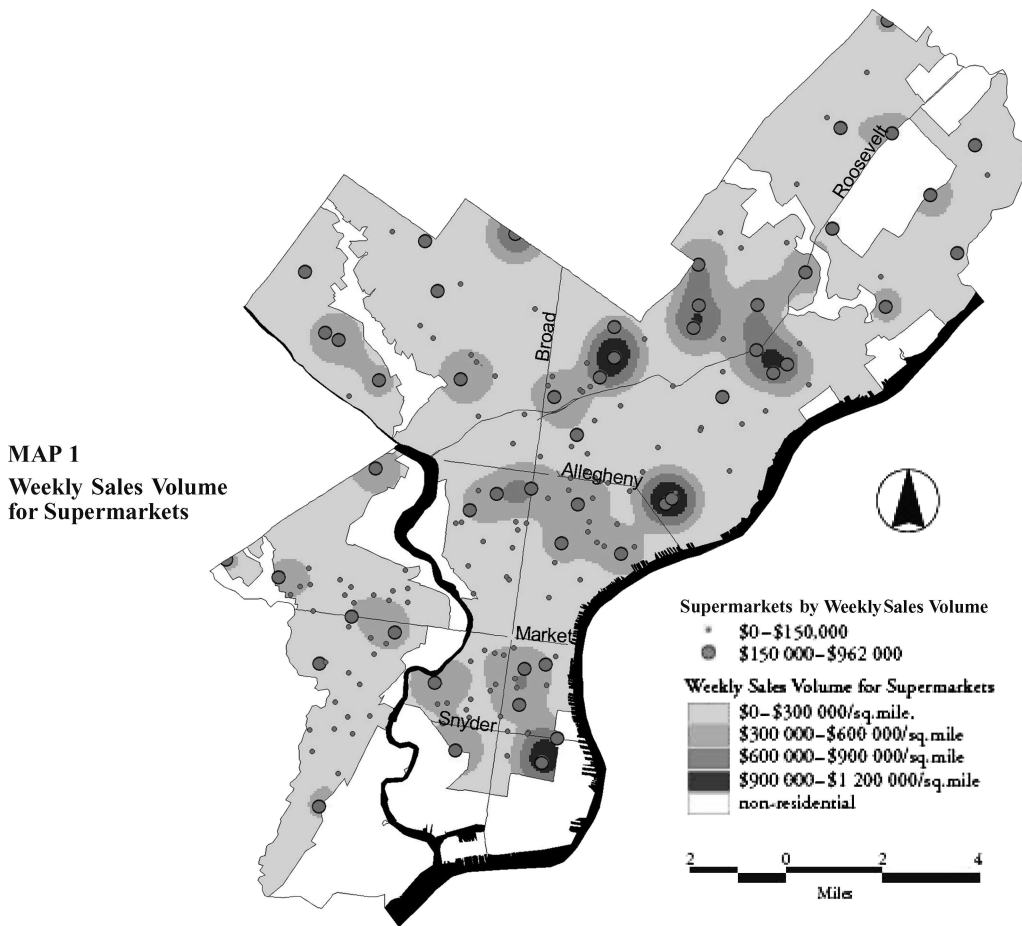 MAP 1
Weekly Sales Volume
for Supermarkets
Roosevelt
Broad
Allegheny
Market
Snyder
Supermarkets by Weekly Sales Volume
$0–$150,000
$150 000–$962 000
Weekly Sales Volume for Supermarkets
$0–$300 000/sq.mile.
$300 000–$600 000/sq.mile
$600 000–$900 000/sq.mile
$900 000–$1 200 000/sq.mile
non-residential
2 0 2 4
Miles